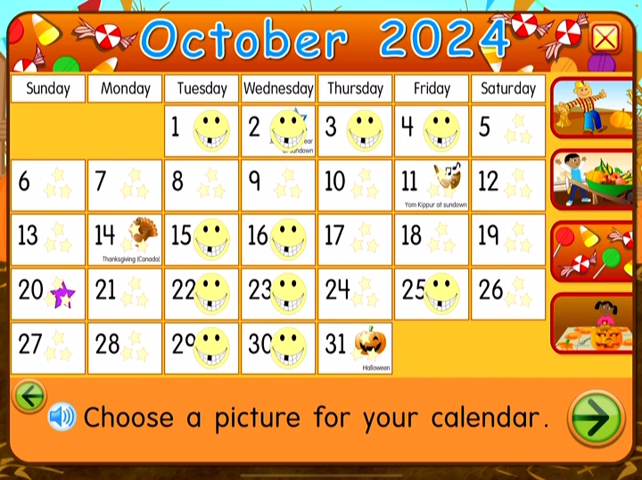 October 2024
Sunday Monday Tuesday Wednesday Thursday Friday Saturday
1 2 3 4 5
at sundown
6 7 8 9 10 11 12
Yom Kippur at sundown
13 14 15 16 17 18 19
Thanksgiving (Canada)
20 21 22 23 24 25 26
27 28 29 30 31
Halloween
Choose a picture for your calendar.